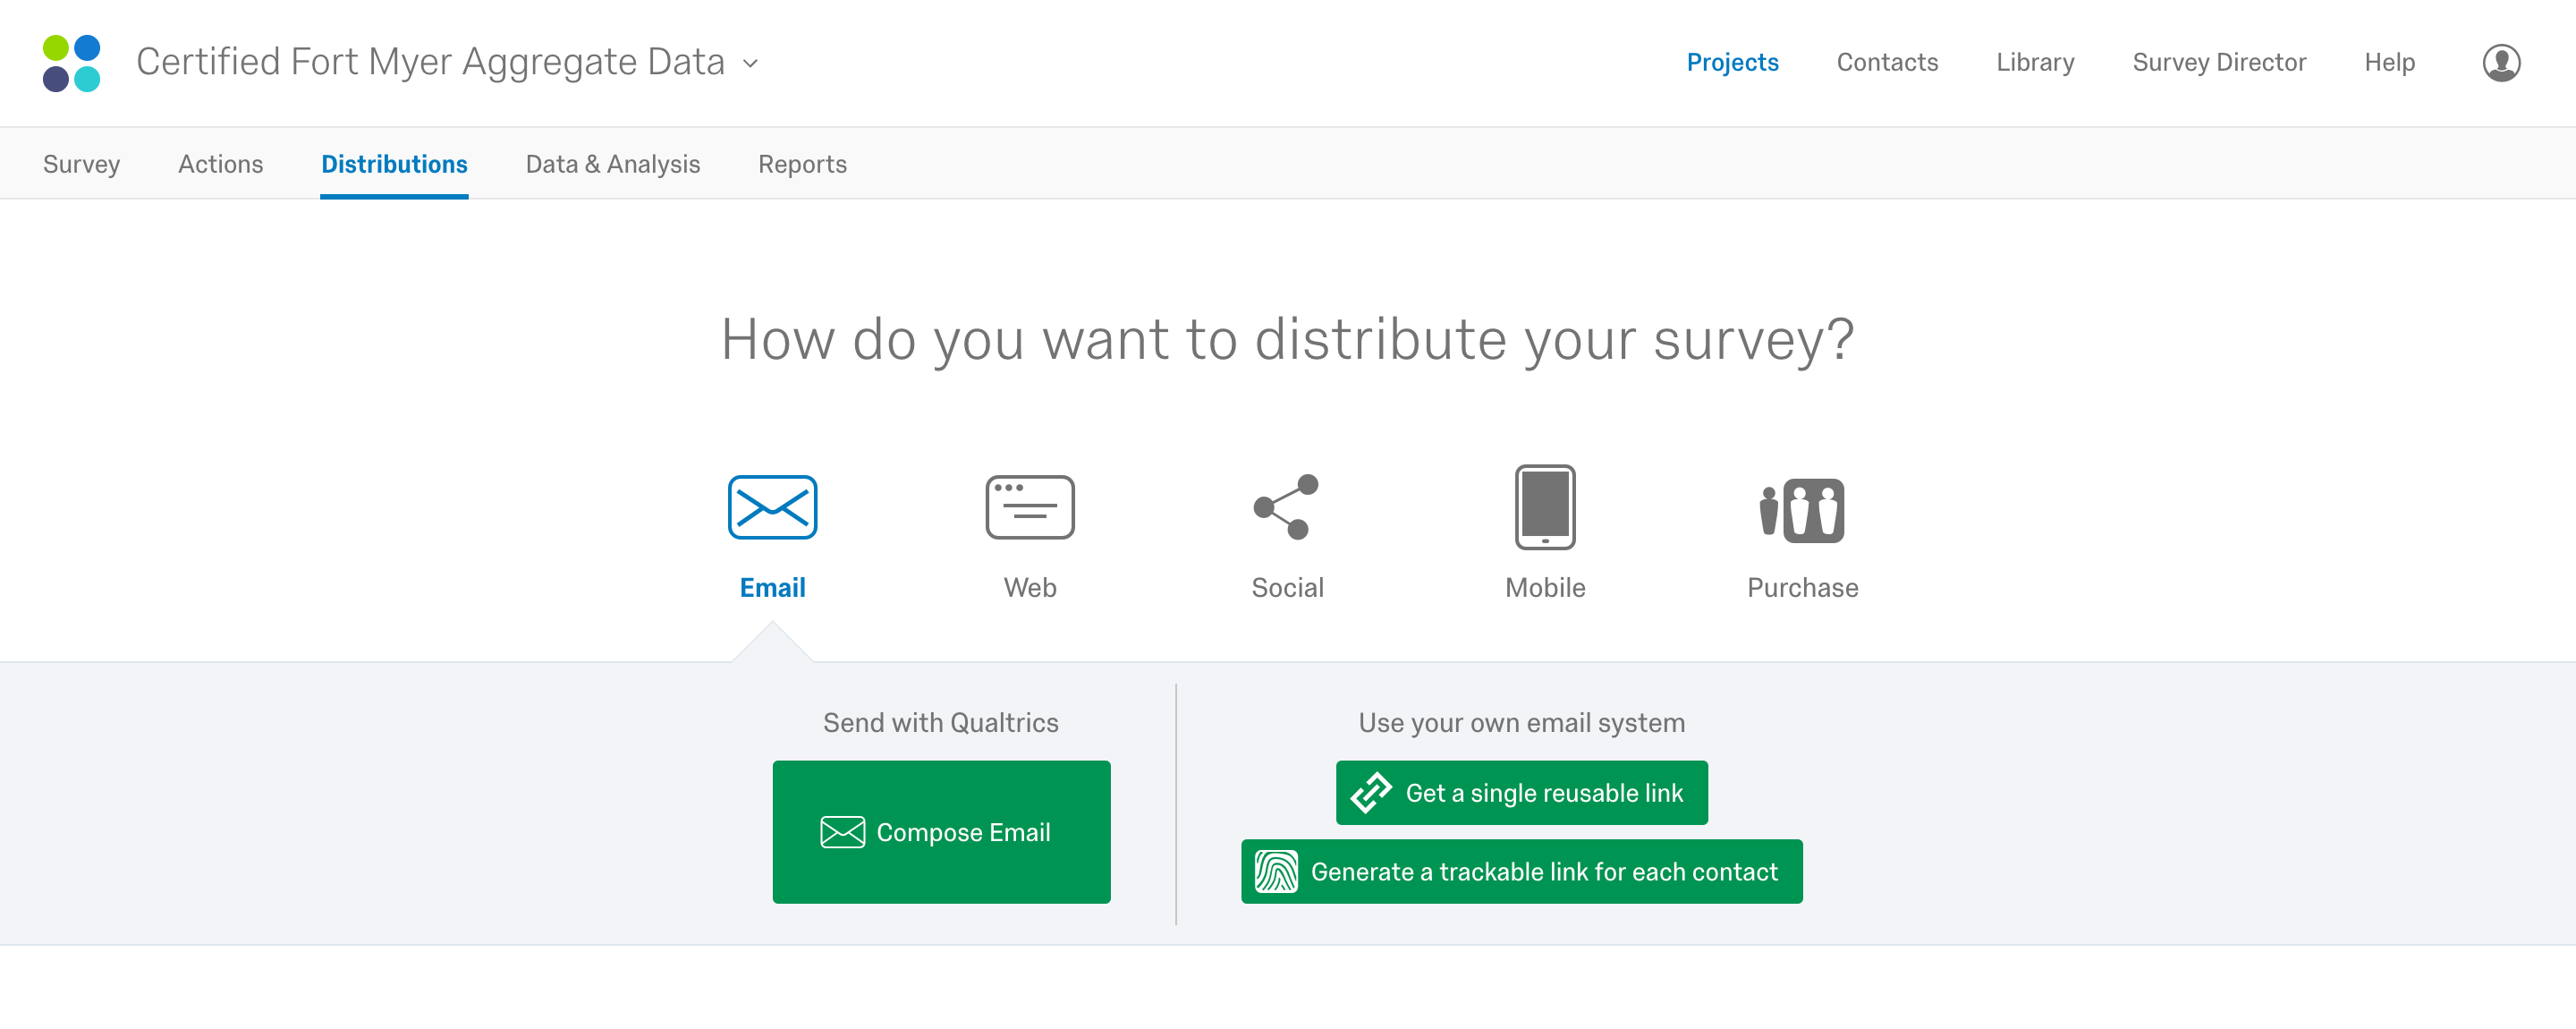 Certified Fort Myer Aggregate Data
Projects Contacts Library Survey Director Help
Survey Actions Distributions Data & Analysis Reports
How do you want to distribute your survey?
Email Web Social Mobile Purchase
Send with Qualtrics
Compose Email
Use your own email system
Get a single reusable link
Generate a trackable link for each contact